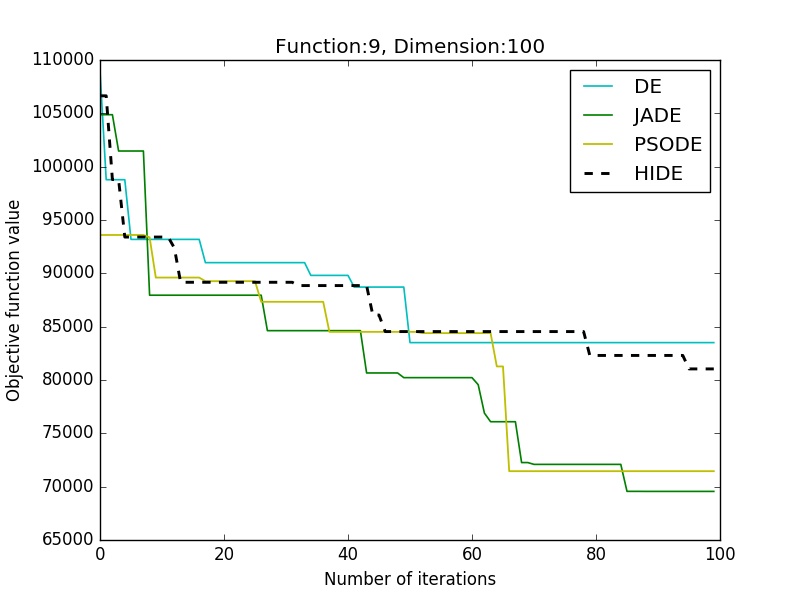 Function:9, Dimension:100
110000
105000
100000
95000
90000
85000
80000
75000
70000
65000
Objective function value
DE
JADE
PSODE
HIDE
0 20 40 60 80 100
Number of iterations